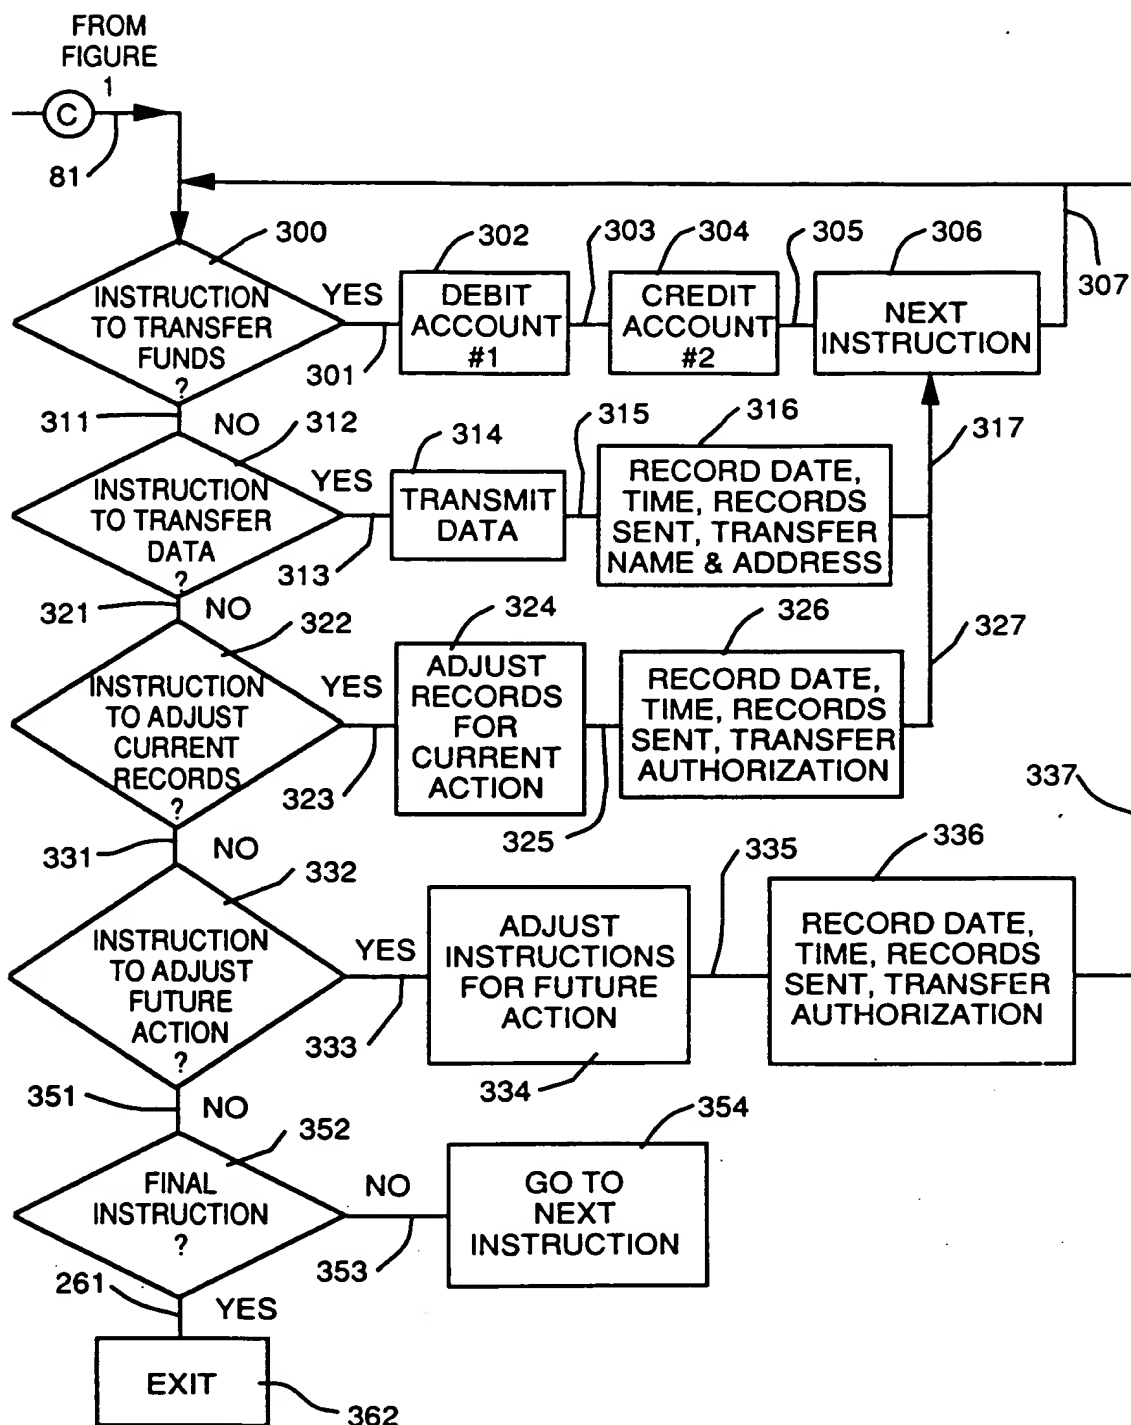 FROM
FIGURE
1
C
81
300
INSTRUCTION
TO TRANSFER
FUNDS
?
YES
301
302
DEBIT
ACCOUNT
#1
303
304
CREDIT
ACCOUNT
#2
305
306
NEXT
INSTRUCTION
307
311
NO
312
INSTRUCTION
TO TRANSFER
DATA
?
YES
313
314
TRANSMIT
DATA
315
316
RECORD DATE,
TIME, RECORDS
SENT, TRANSFER
NAME & ADDRESS
317
321
NO
322
INSTRUCTION
TO ADJUST
CURRENT
RECORDS
?
YES
323
324
ADJUST
RECORDS
FOR
CURRENT
ACTION
325
326
RECORD DATE,
TIME, RECORDS
SENT, TRANSFER
AUTHORIZATION
327
337
331
NO
332
INSTRUCTION
TO ADJUST
FUTURE
ACTION
?
YES
333
ADJUST
INSTRUCTIONS
FOR FUTURE
ACTION
334
335
336
RECORD DATE,
TIME, RECORDS
SENT, TRANSFER
AUTHORIZATION
351
NO
352
FINAL
INSTRUCTION
?
NO
353
354
GO TO
NEXT
INSTRUCTION
261
YES
EXIT
362